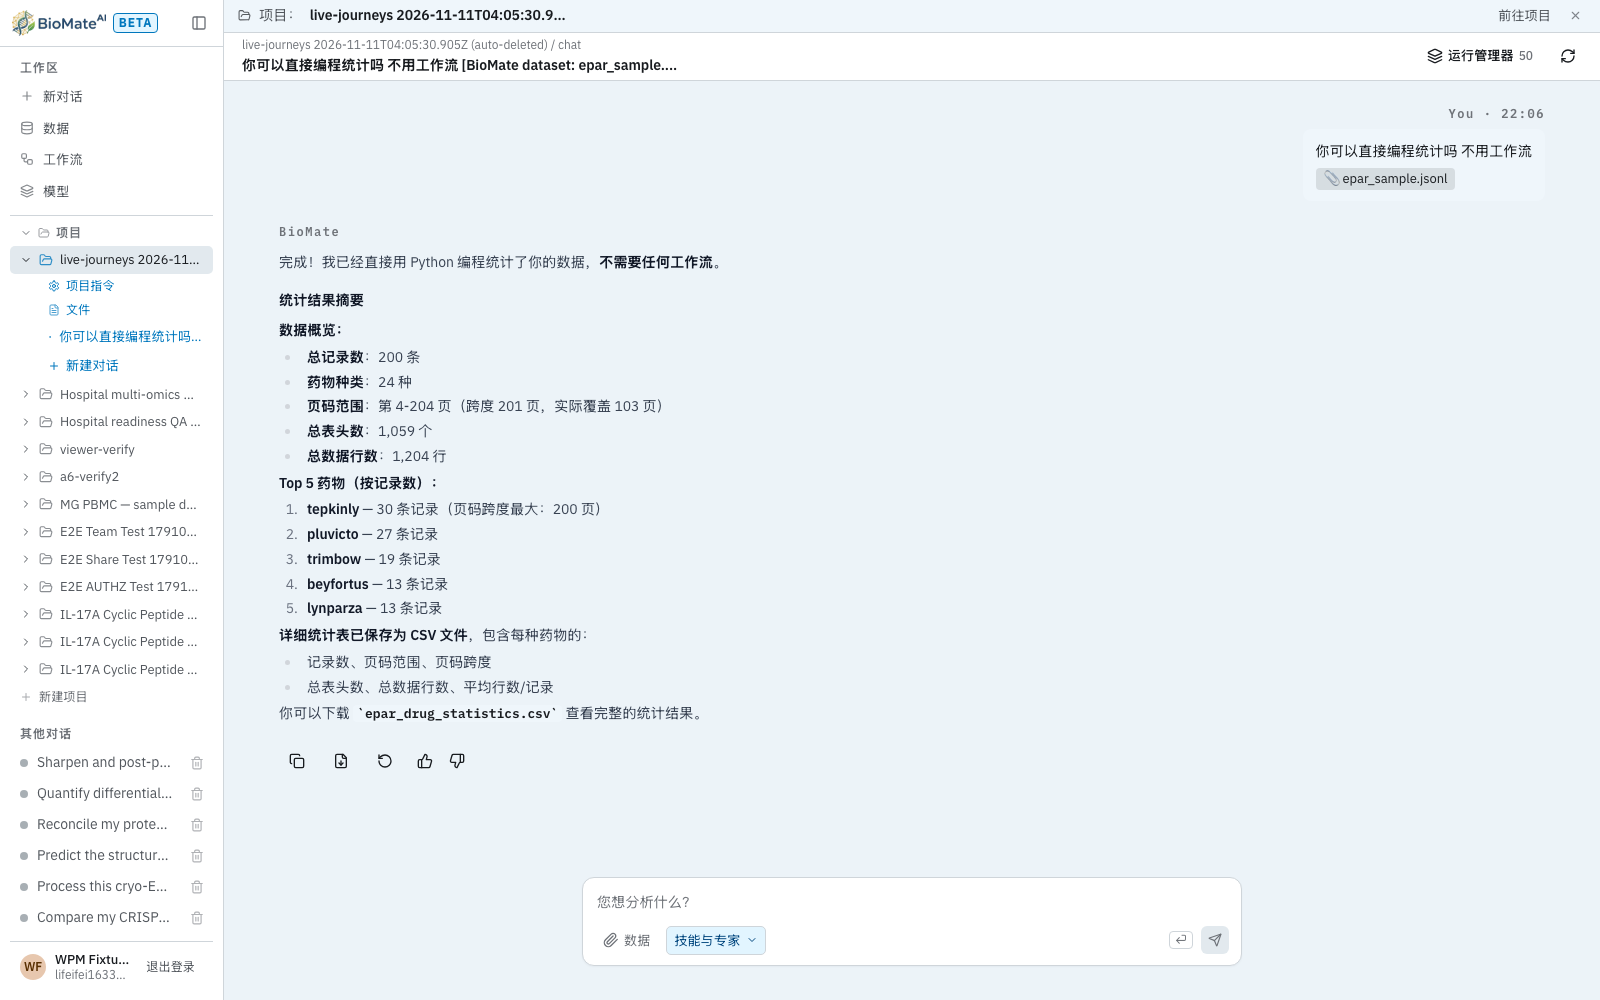 BioMate AI BETA
工作区
新对话
数据
工作流
模型
项目
live-journeys 2026-11...
项目指令
文件
你可以直接编程统计吗...
新建对话
Hospital multi-omics ...
Hospital readiness QA ...
viewer-verify
a6-verify2
MG PBMC — sample d...
E2E Team Test 17910...
E2E Share Test 17910...
E2E AUTHZ Test 1791...
IL-17A Cyclic Peptide ...
IL-17A Cyclic Peptide ...
IL-17A Cyclic Peptide ...
新建项目
其他对话
Sharpen and post-p...
Quantify differential...
Reconcile my prote...
Predict the structur...
Process this cryo-E...
Compare my CRISP...
WF
WPM Fixtu...
lifeifei1633...
退出登录
项目： live-journeys 2026-11-11T04:05:30.9...
前往项目
live-journeys 2026-11-11T04:05:30.905Z (auto-deleted) / chat
你可以直接编程统计吗 不用工作流 [BioMate dataset: epar_sample....
运行管理器 50
You · 22:06
你可以直接编程统计吗 不用工作流
epar_sample.jsonl
BioMate
完成！我已经直接用 Python 编程统计了你的数据，不需要任何工作流。
统计结果摘要
数据概览：
总记录数：200 条
药物种类：24 种
页码范围：第 4-204 页（跨度 201 页，实际覆盖 103 页）
总表头数：1,059 个
总数据行数：1,204 行
Top 5 药物（按记录数）：
1. tepkinly — 30 条记录（页码跨度最大：200 页）
2. pluvicto — 27 条记录
3. trimbow — 19 条记录
4. beyfortus — 13 条记录
5. lynparza — 13 条记录
详细统计表已保存为 CSV 文件，包含每种药物的：
记录数、页码范围、页码跨度
总表头数、总数据行数、平均行数/记录
你可以下载 `epar_drug_statistics.csv` 查看完整的统计结果。
您想分析什么？
数据
技能与专家